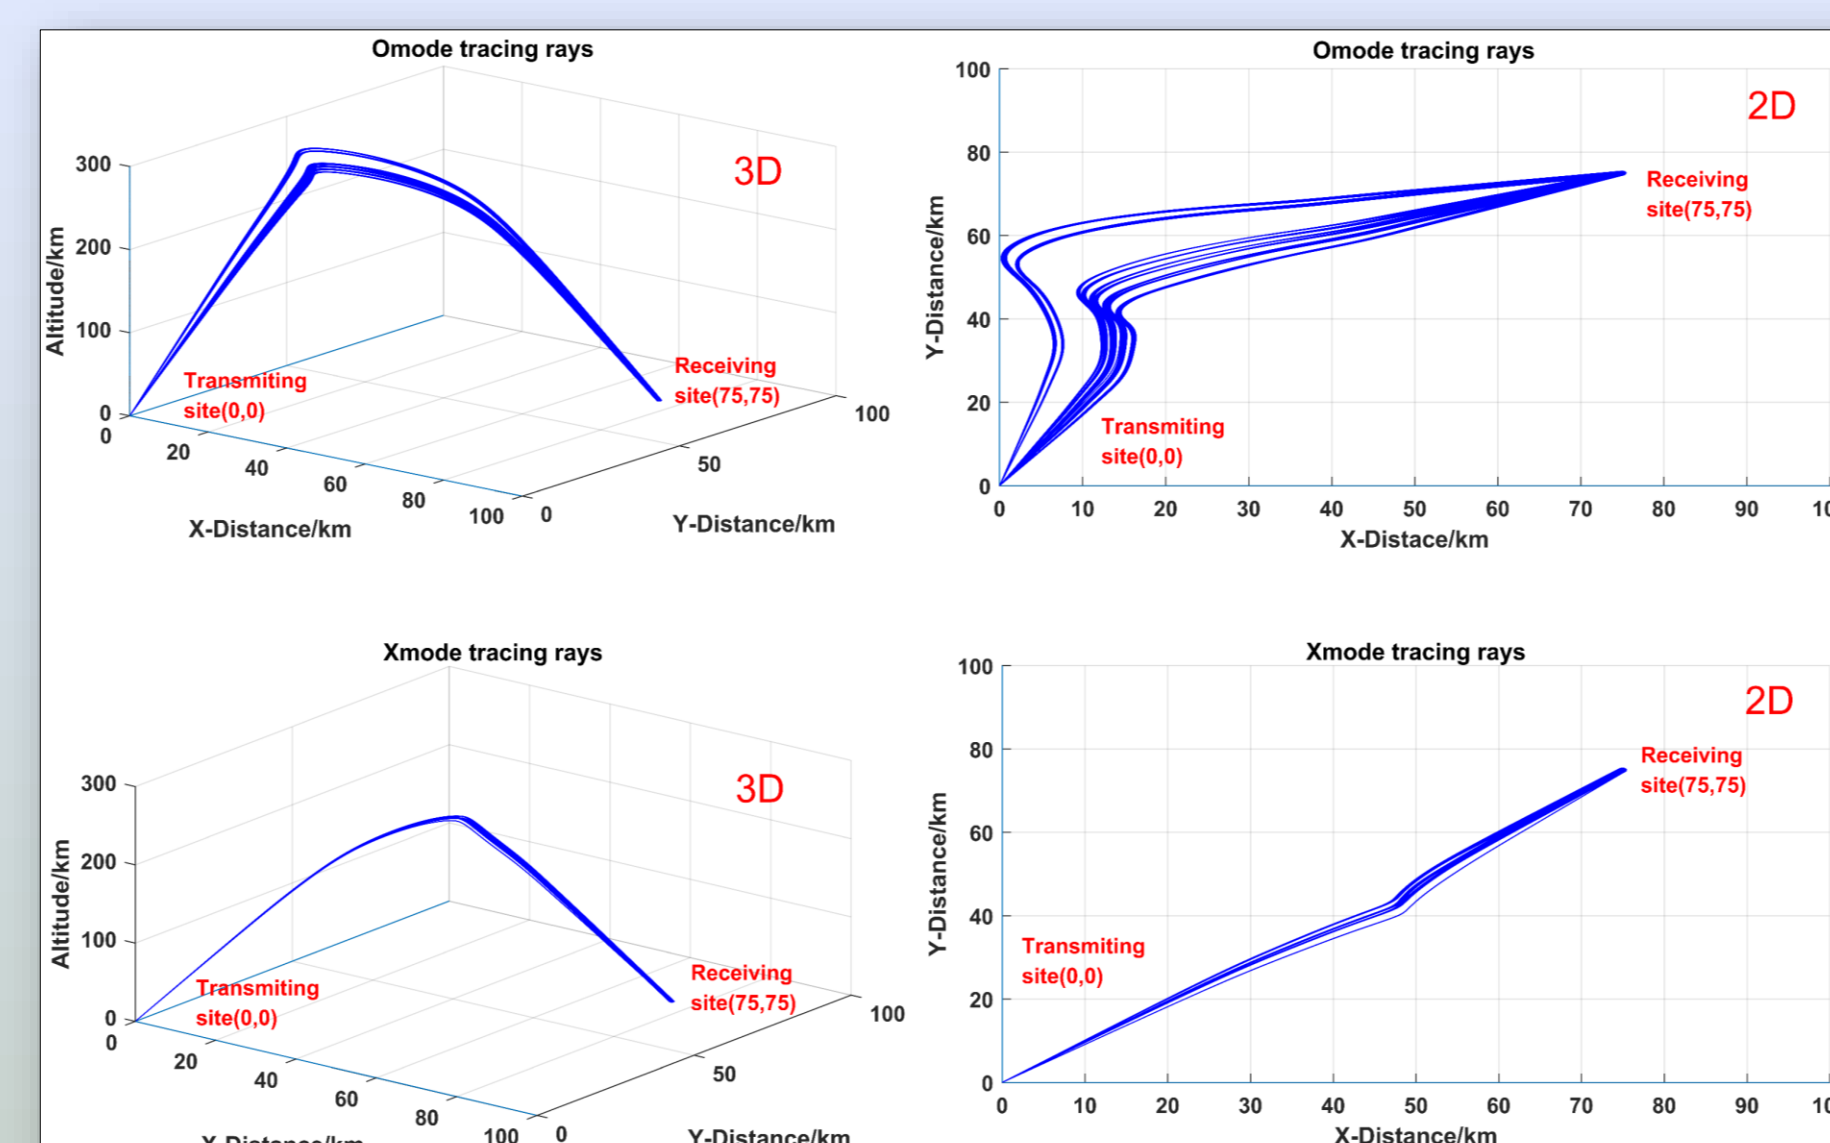 Omode tracing rays
3D
300
200
100
0
Altitude/km
0
20
40
60
80
100
X-Distance/km
0
50
100
Y-Distance/km
Transmiting
site(0,0)
Receiving
site(75,75)
Omode tracing rays
2D
100
80
60
40
20
0
Y-Distance/km
0
10
20
30
40
50
60
70
80
90
X-Distace/km
Receiving
site(75,75)
Transmiting
site(0,0)
Xmode tracing rays
3D
300
200
100
0
Altitude/km
0
20
40
60
80
100
X-Distance/km
0
50
100
Y-Distance/km
Transmiting
site(0,0)
Receiving
site(75,75)
Xmode tracing rays
2D
100
80
60
40
20
0
Y-Distance/km
0
10
20
30
40
50
60
70
80
90
X-Distance/km
Receiving
site(75,75)
Transmiting
site(0,0)